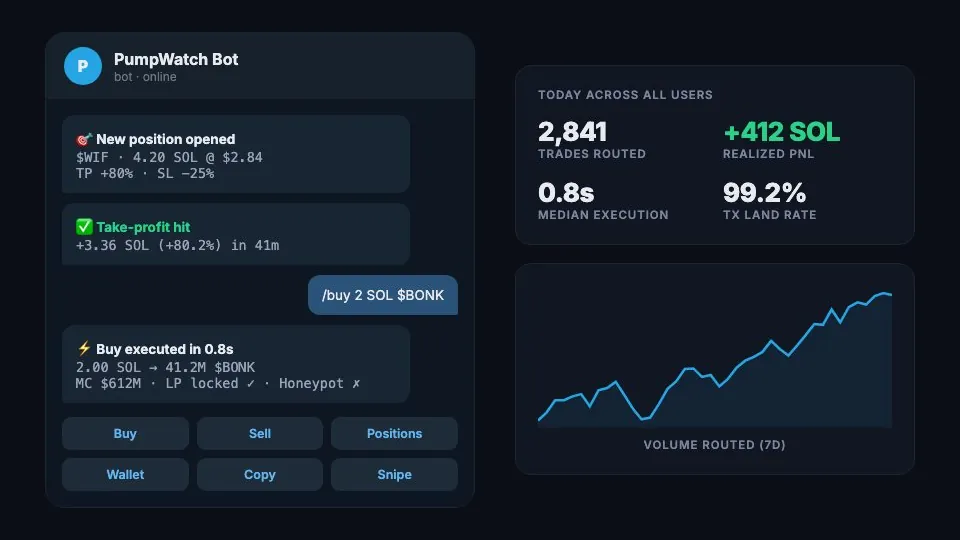 P
PumpWatch Bot
bot · online
🎯 New position opened
$WIF · 4.20 SOL @ $2.84
TP +80% · SL −25%
✅ Take-profit hit
+3.36 SOL (+80.2%) in 41m
/buy 2 SOL $BONK
⚡ Buy executed in 0.8s
2.00 SOL → 41.2M $BONK
MC $612M · LP locked ✓ · Honeypot ✗
Buy
Sell
Positions
Wallet
Copy
Snipe
TODAY ACROSS ALL USERS
2,841
TRADES ROUTED
+412 SOL
REALIZED PNL
0.8s
MEDIAN EXECUTION
99.2%
TX LAND RATE
VOLUME ROUTED (7D)